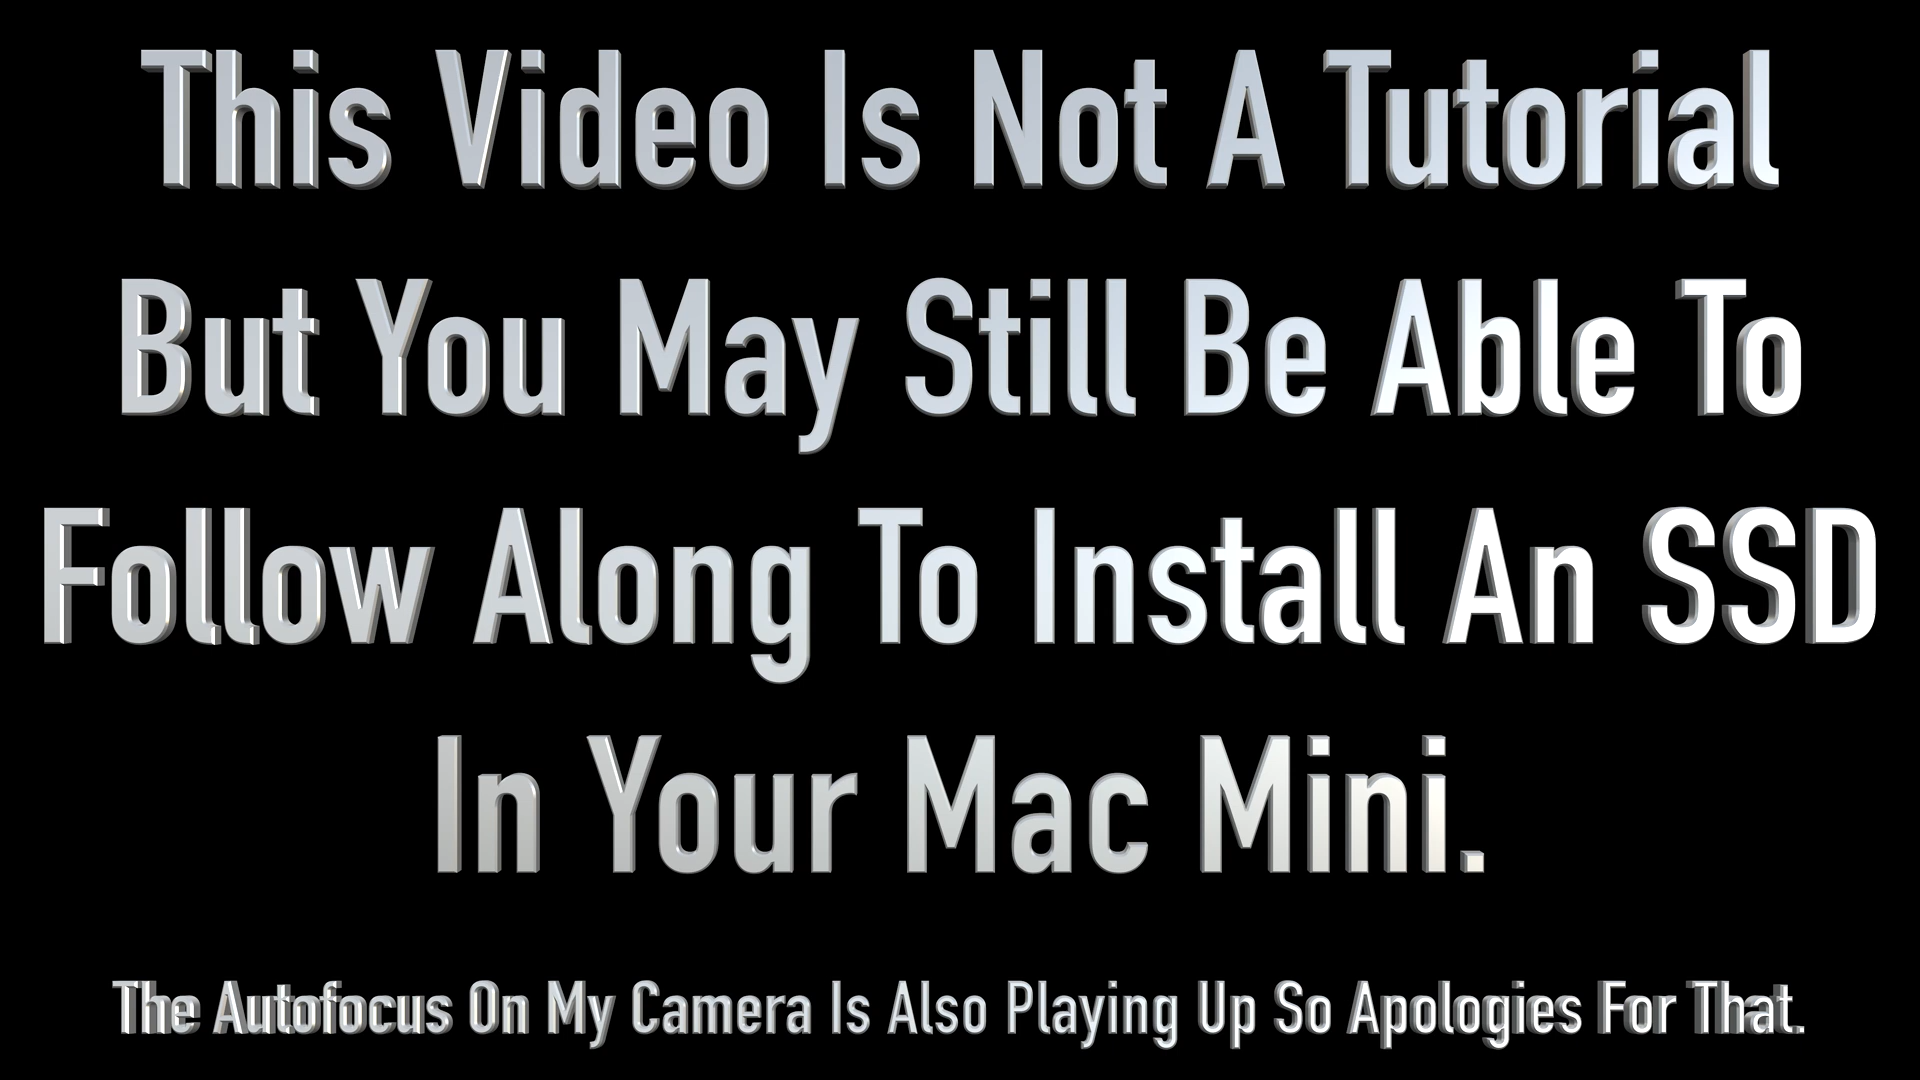 This Video Is Not A Tutorial
But You May Still Be Able To
Follow Along To Install An SSD
In Your Mac Mini.
The Autofocus On My Camera Is Also Playing Up So Apologies For That.